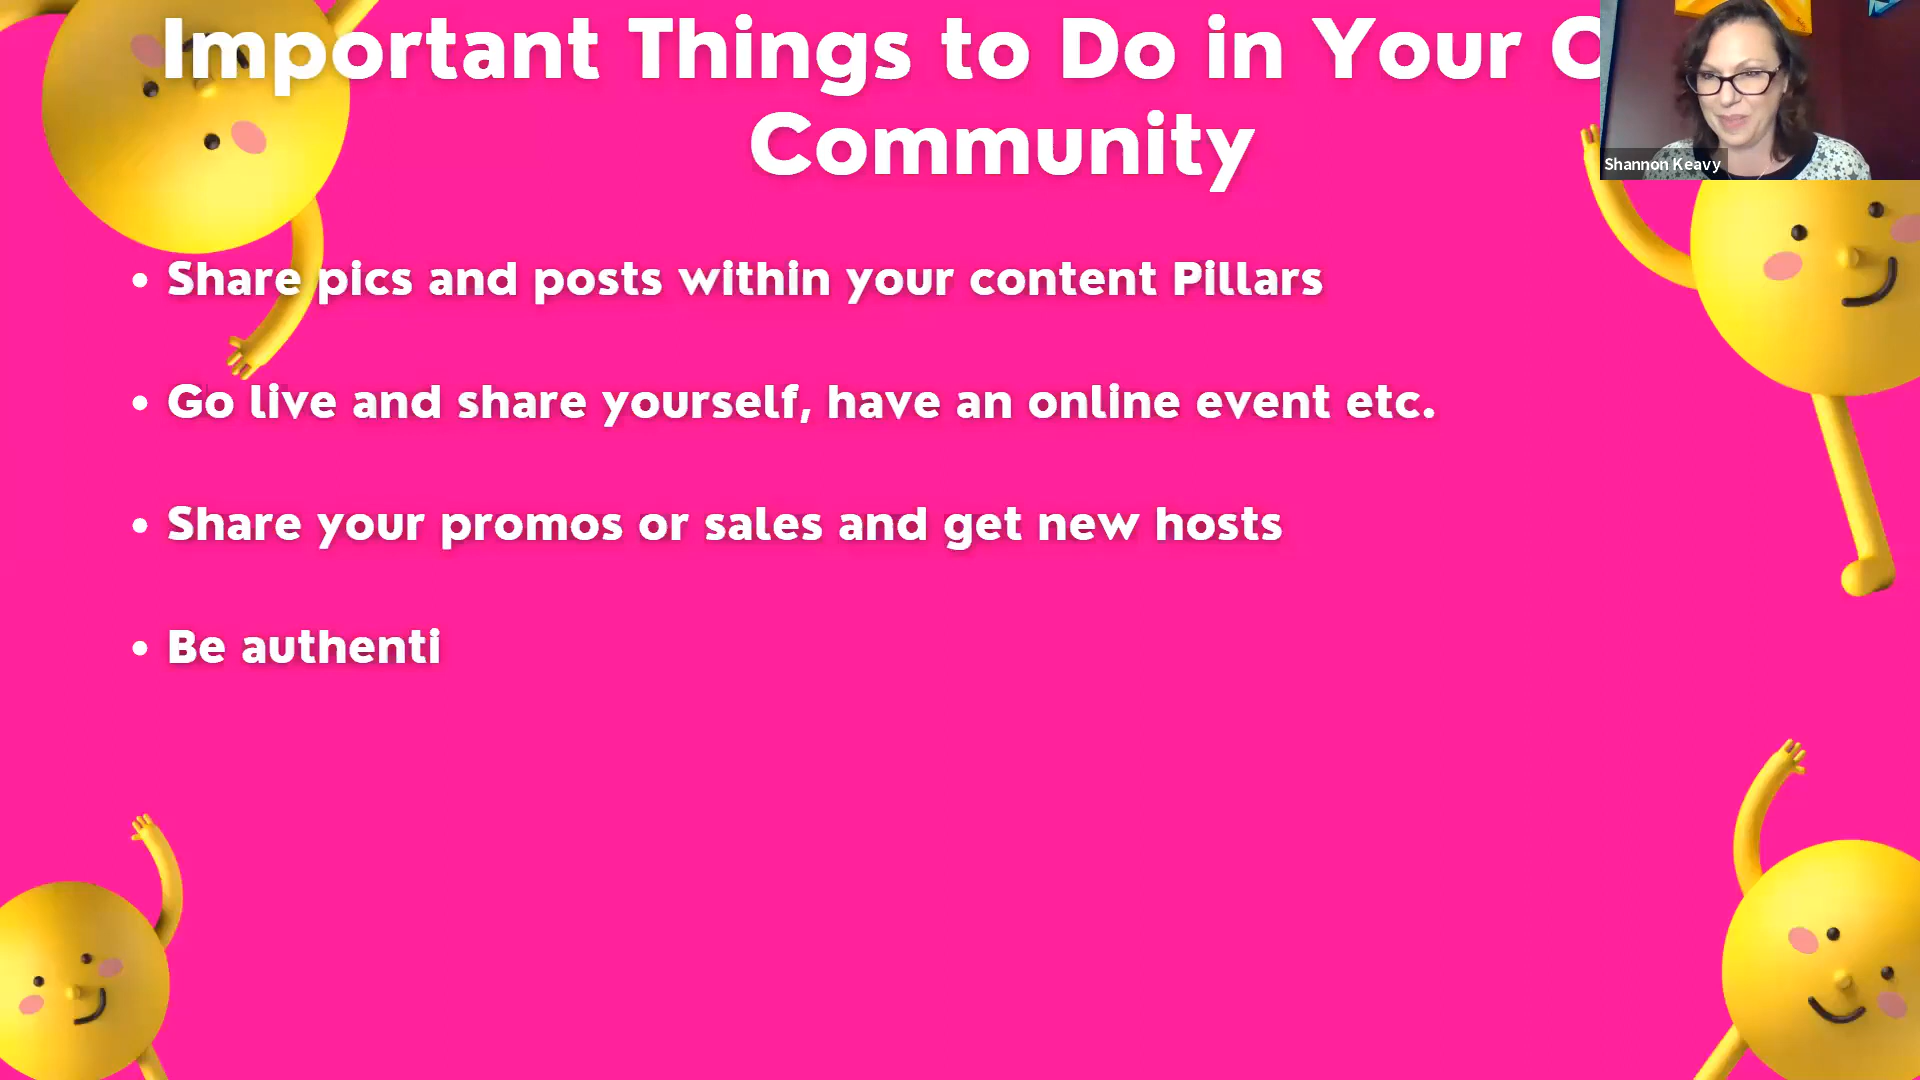 Important Things to Do in Your
Community
• Share pics and posts within your content Pillars
• Go live and share yourself, have an online event etc.
• Share your promos or sales and get new hosts
• Be authenti
Shannon Keavy